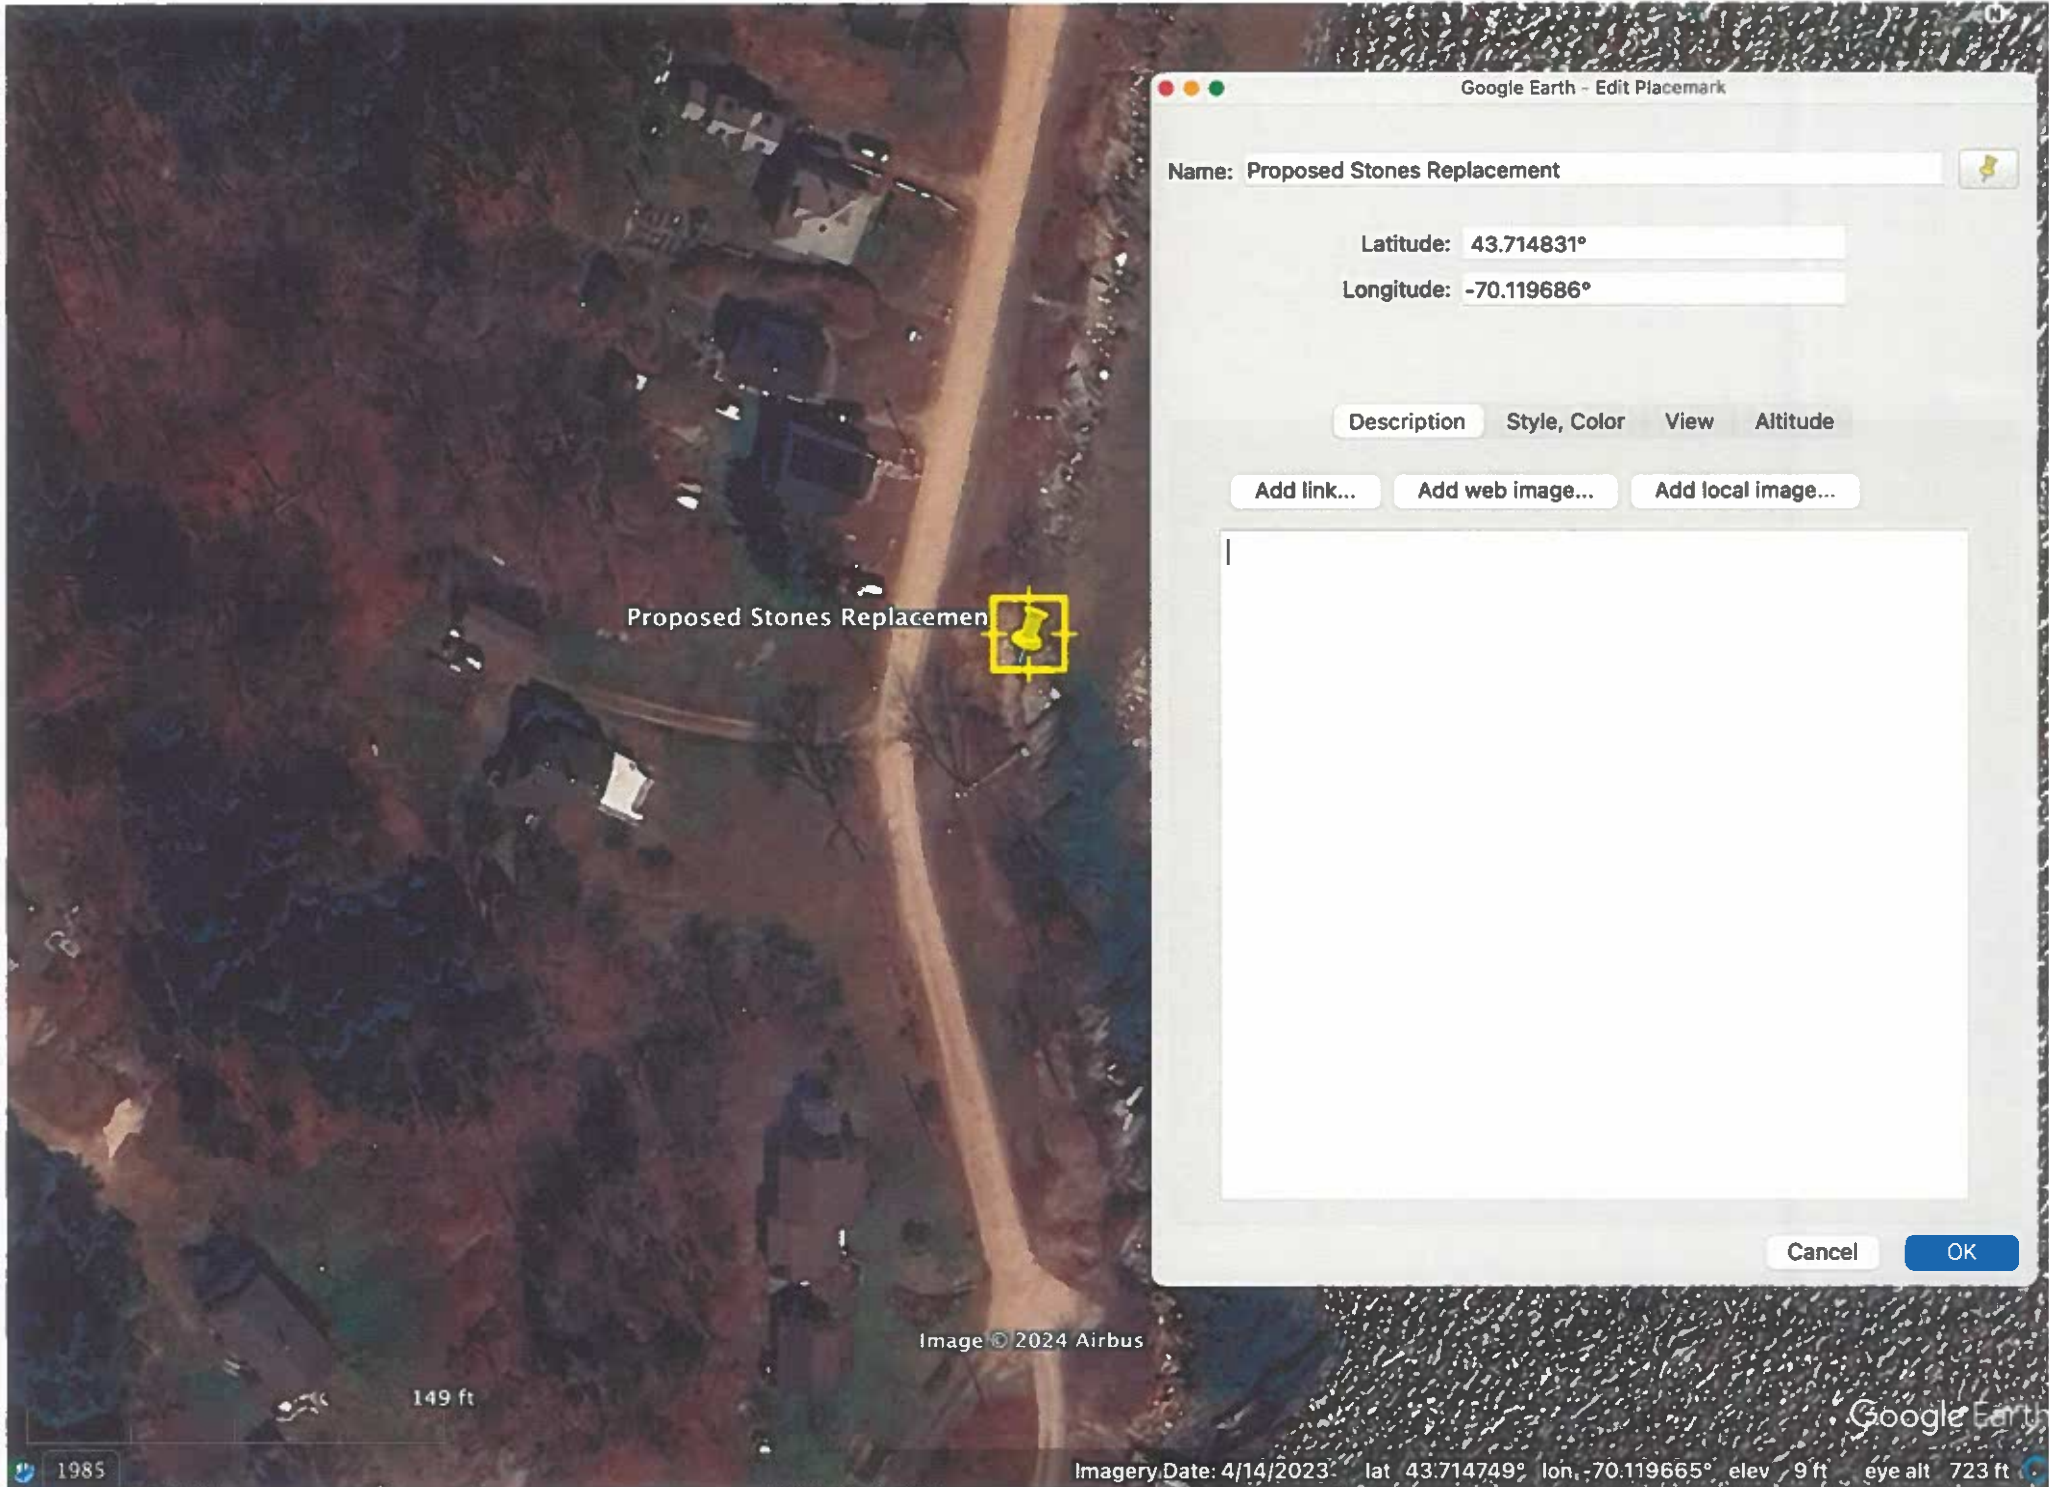 Google Earth - Edit Placemark
Name: Proposed Stones Replacement
Latitude: 43.714831°
Longitude: -70.119686°
Description Style, Color View Altitude
Add link... Add web image... Add local image...
Proposed Stones Replacemen
Cancel OK
Image © 2024 Airbus
149 ft
Google Earth
1985
Imagery Date: 4/14/2023 lat 43.714749° lon -70.119665° elev 9 ft eye alt 723 ft